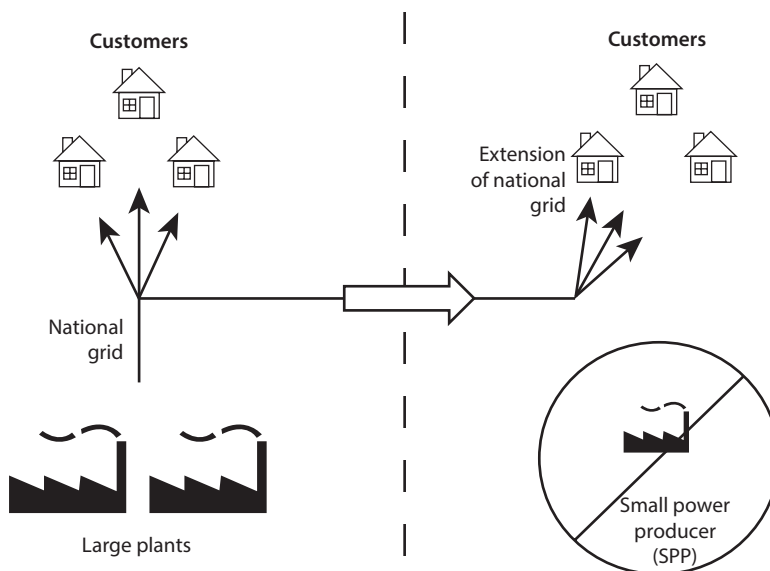 Customers
Customers
Extension
of national
grid
National
grid
Large plants
Small power
producer
(SPP)